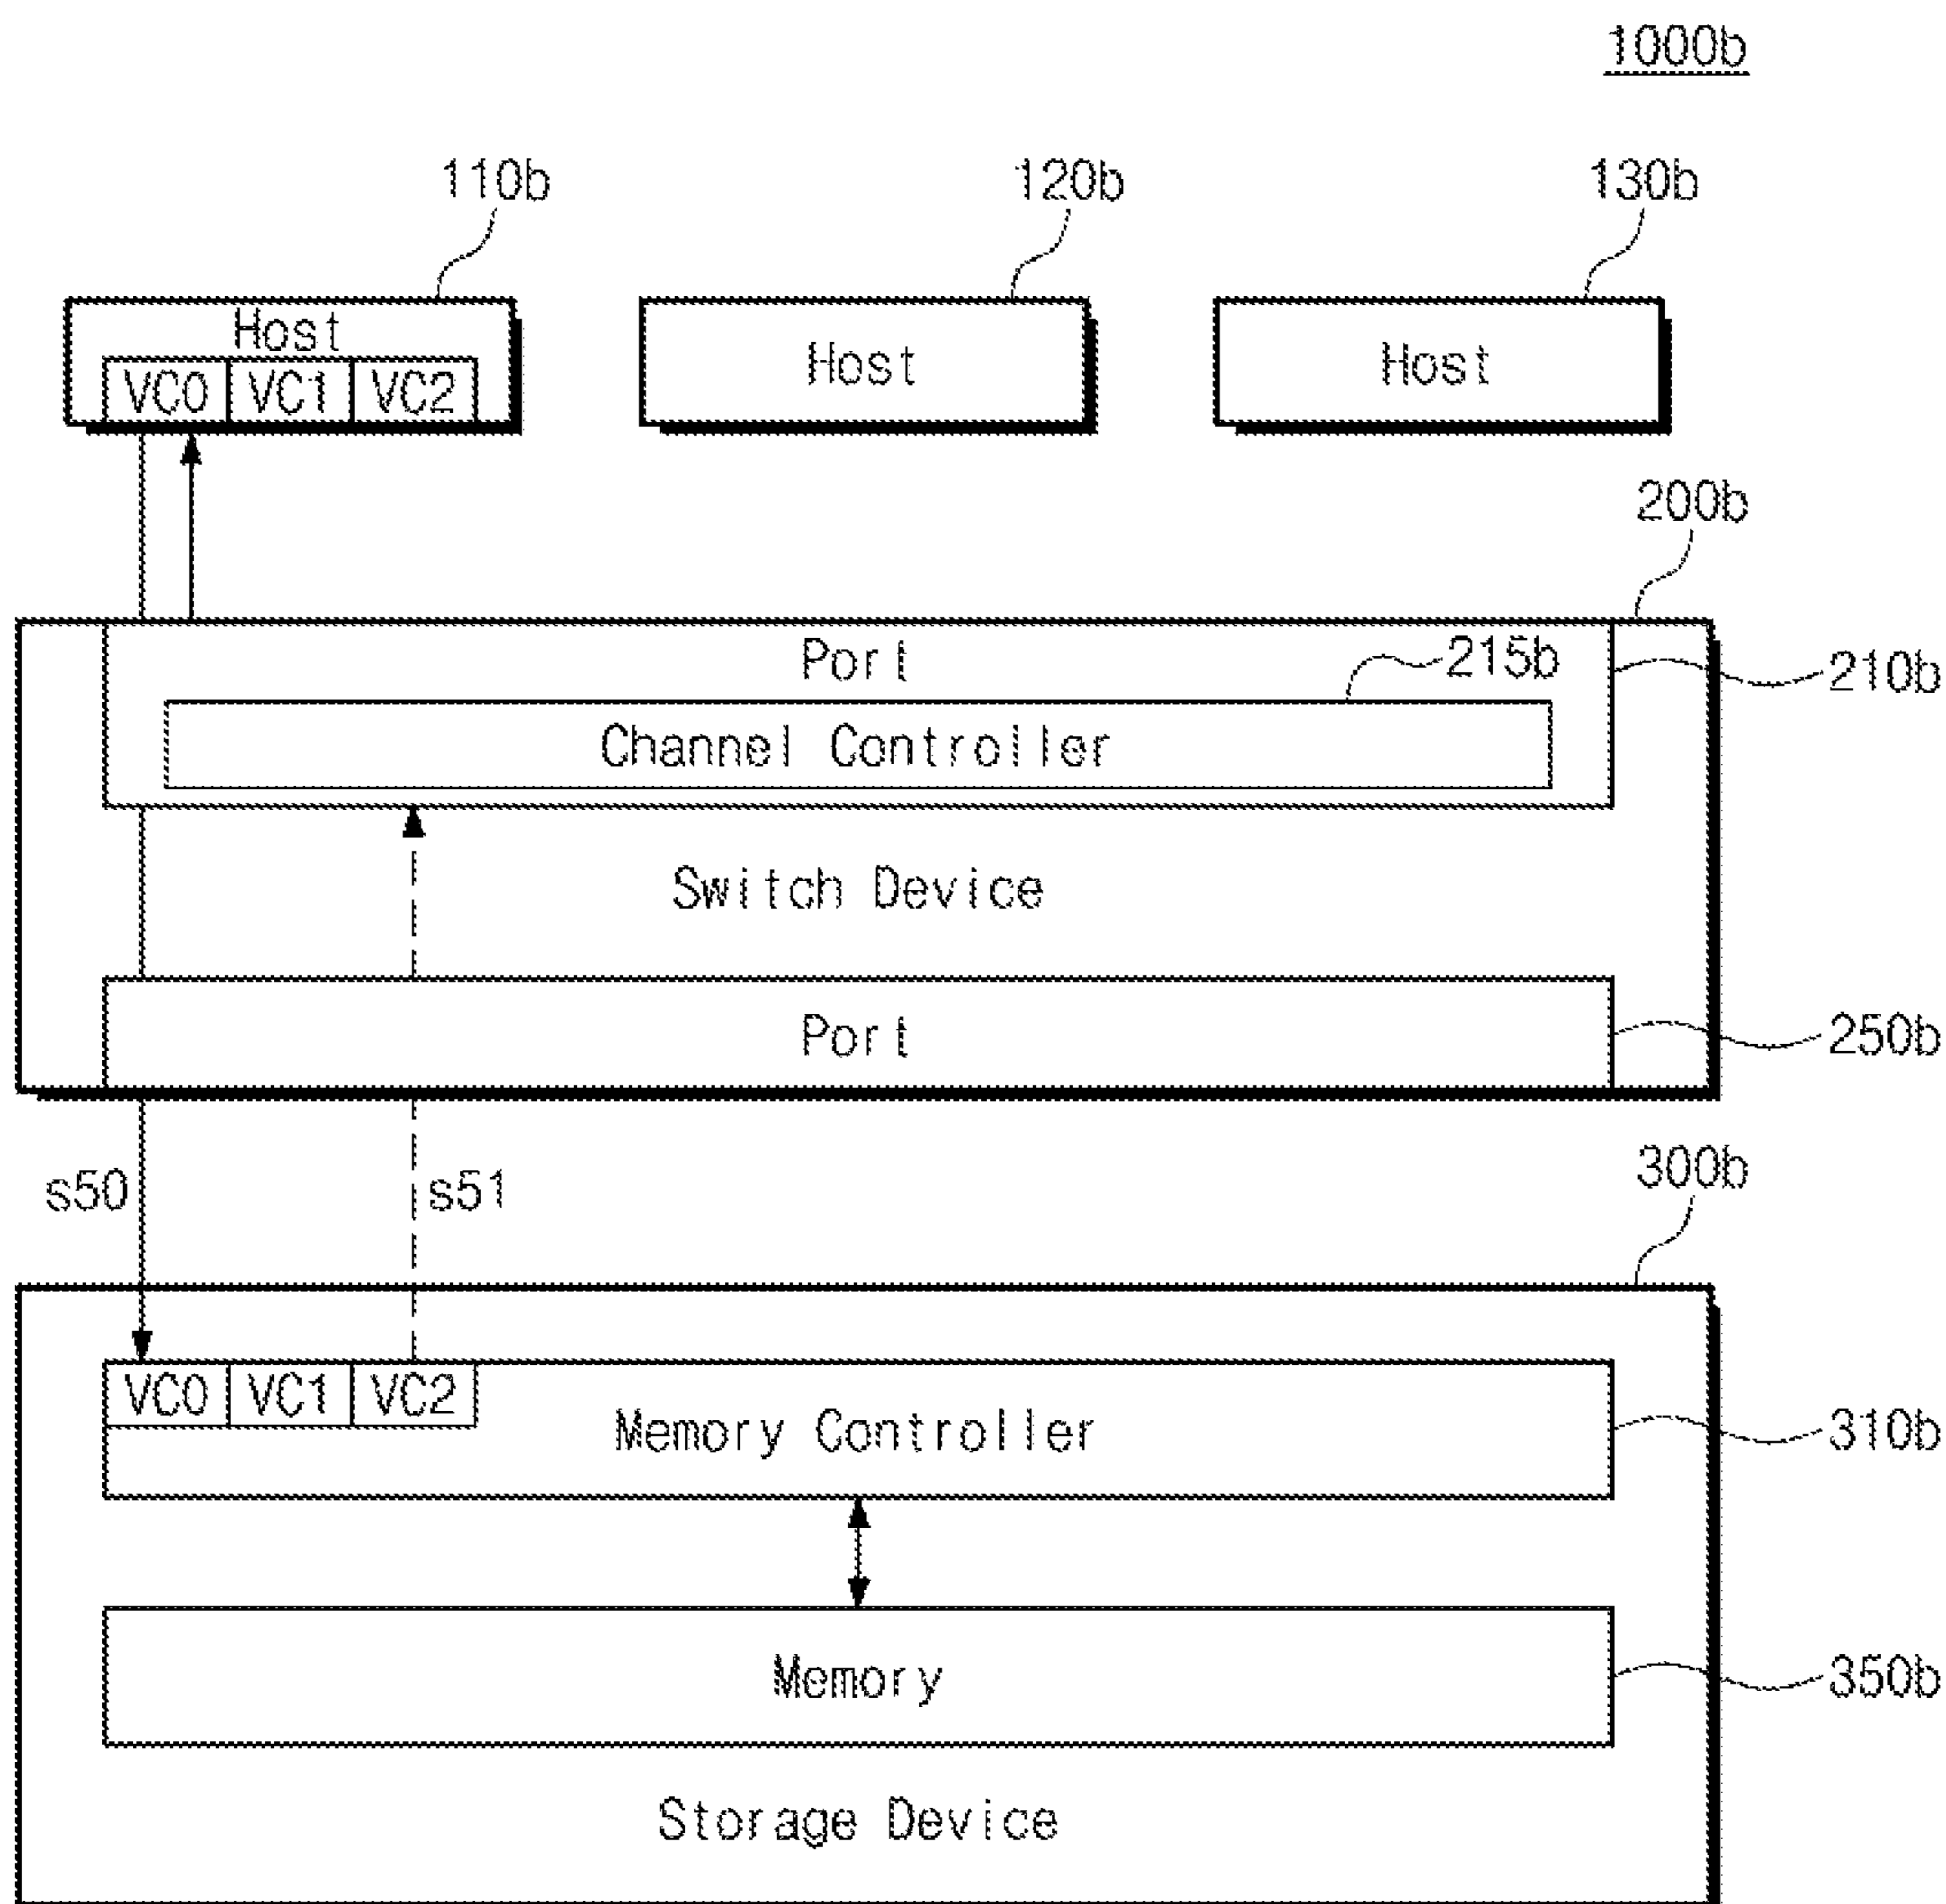 1000b
110b 120b 130b
Host
VC0 VC1 VC2
Host
Host
200b
Port
215b
210b
Channel Controller
Switch Device
Port
250b
s50
s51
300b
VC0 VC1 VC2
Memory Controller
310b
Memory
350b
Storage Device